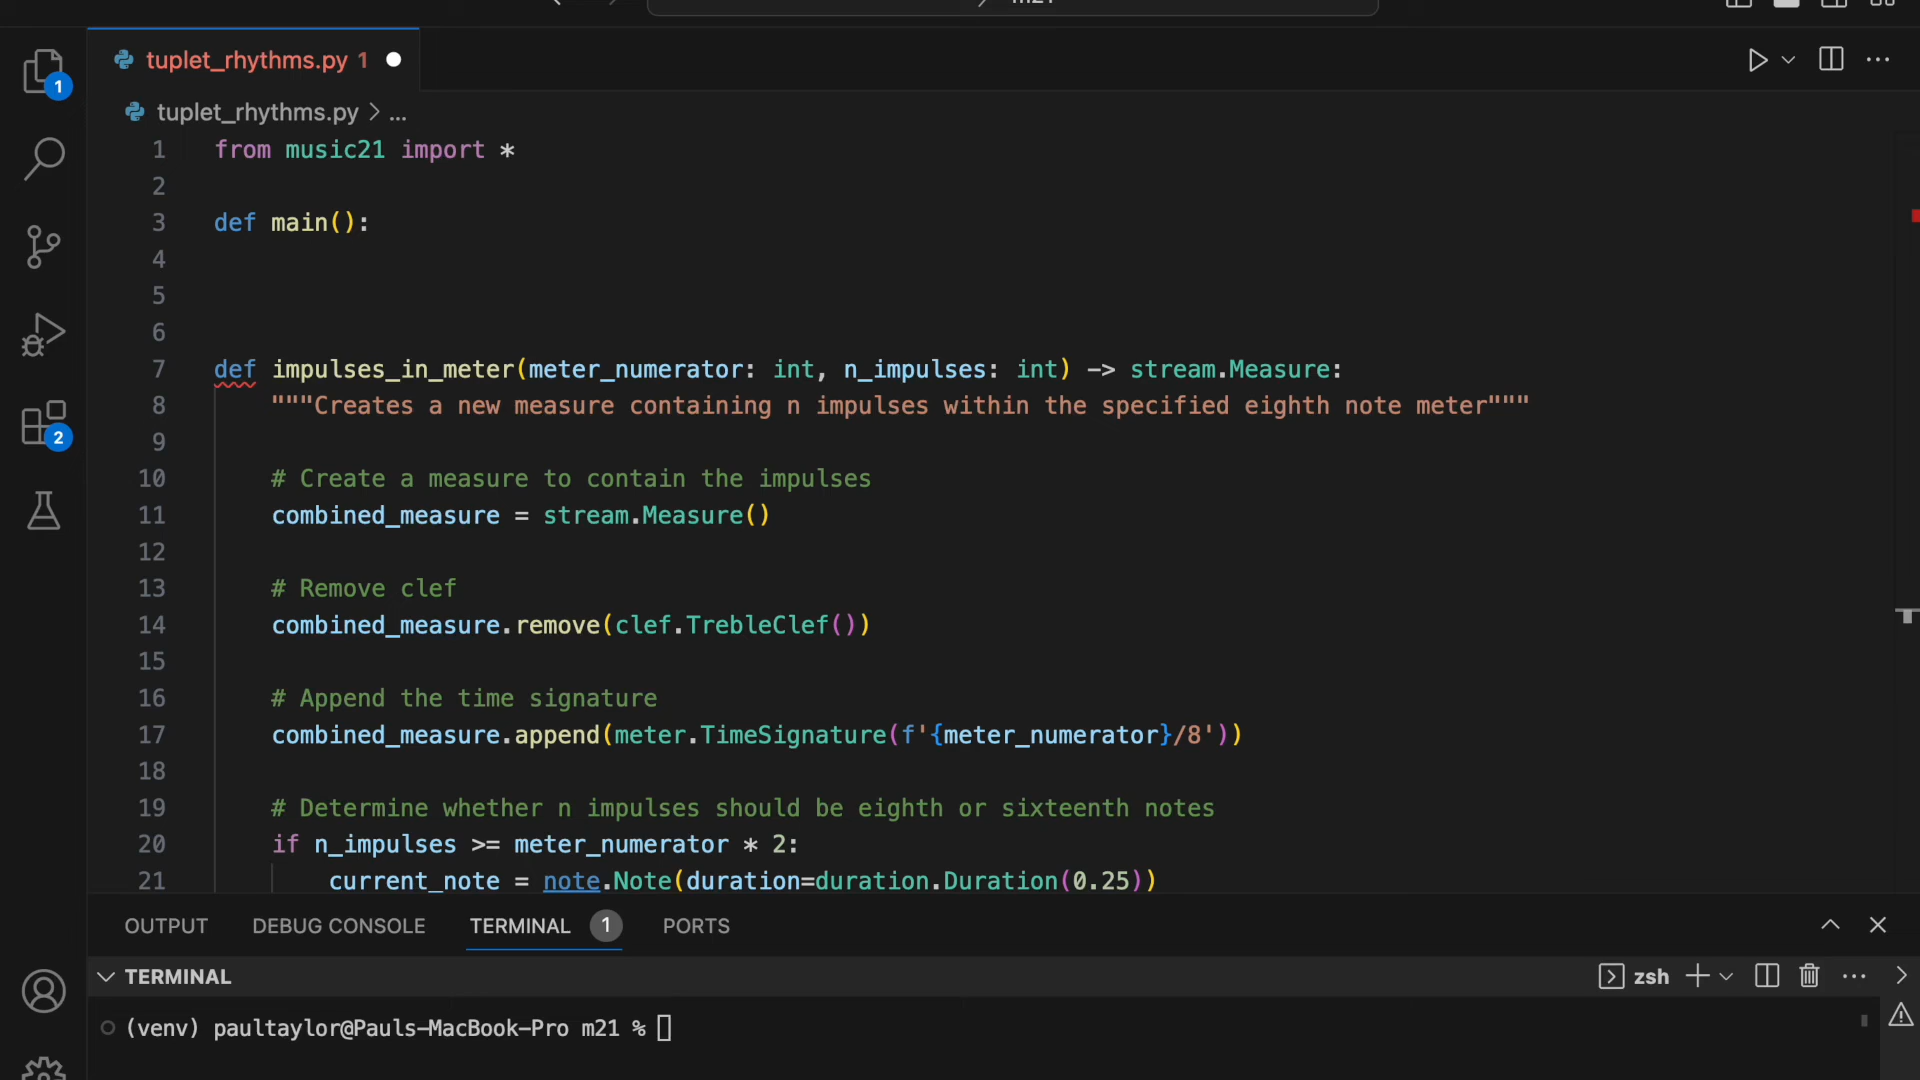 tuplet_rhythms.py 1
tuplet_rhythms.py > ...
1 from music21 import *
2
3 def main():
4
5
6
7 def impulses_in_meter(meter_numerator: int, n_impulses: int) -> stream.Measure:
8 """Creates a new measure containing n impulses within the specified eighth note meter"""
9
10 # Create a measure to contain the impulses
11 combined_measure = stream.Measure()
12
13 # Remove clef
14 combined_measure.remove(clef.TrebleClef())
15
16 # Append the time signature
17 combined_measure.append(meter.TimeSignature(f'{meter_numerator}/8'))
18
19 # Determine whether n impulses should be eighth or sixteenth notes
20 if n_impulses >= meter_numerator * 2:
21 current_note = note.Note(duration=duration.Duration(0.25))
1
2
OUTPUT DEBUG CONSOLE TERMINAL 1 PORTS
TERMINAL zsh
(venv) paultaylor@Pauls-MacBook-Pro m21 %